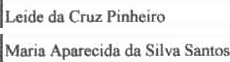 Leide da Cruz Pinheiro
Maria Aparecida da Silva Santos